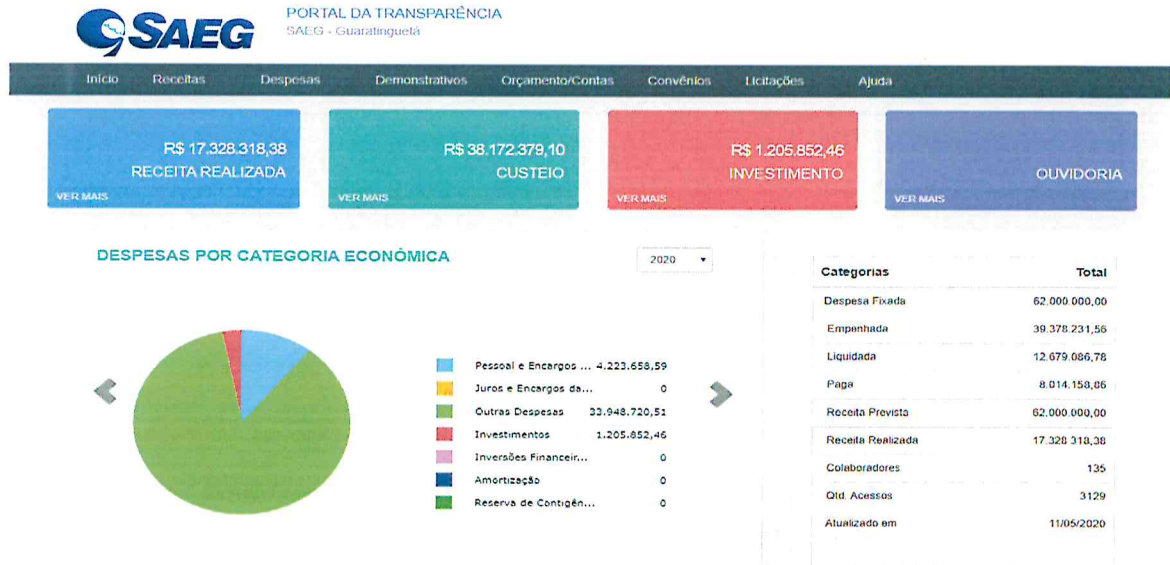 SAEG
PORTAL DA TRANSPARÊNCIA
SAEG - Guaratinguetá
Início Receitas Despesas Demonstrativos Orçamento/Contas Convênios Licitações Ajuda
R$ 17.328.318,38
RECEITA REALIZADA
VER MAIS
R$ 38.172.379,10
CUSTEIO
VER MAIS
R$ 1.205.852,46
INVESTIMENTO
VER MAIS
OUVIDORIA
VER MAIS
DESPESAS POR CATEGORIA ECONÔMICA
2020
Pessoal e Encargos ... 4.223.658,59
Juros e Encargos da... 0
Outras Despesas 33.948.720,51
Investimentos 1.205.852,46
Inversões Financeir... 0
Amortização 0
Reserva de Contigên... 0
Categorias Total
Despesa Fixada 62.000.000,00
Empenhada 39.378.231,56
Liquidada 12.679.086,78
Paga 8.014.158,86
Receita Prevista 62.000.000,00
Receita Realizada 17.328.318,38
Colaboradores 135
Qtd. Acessos 3129
Atualizado em 11/05/2020